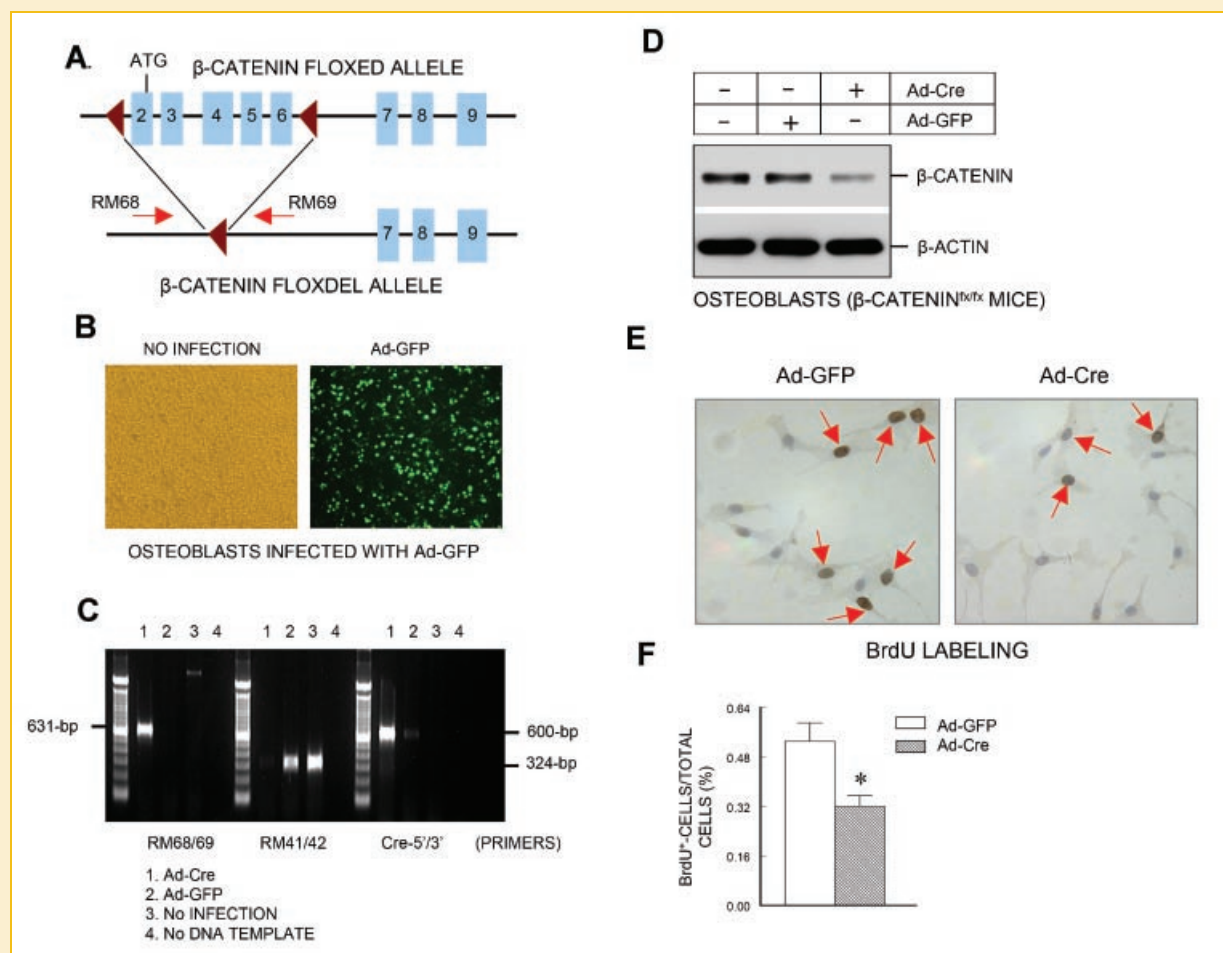 A.
ATG
β-CATENIN FLOXED ALLELE
2 3 4 5 6 7 8 9
RM68 RM69
7 8 9
β-CATENIN FLOXDEL ALLELE
B
NO INFECTION Ad-GFP
OSTEOBLASTS INFECTED WITH Ad-GFP
C
1 2 3 4 1 2 3 4 1 2 3 4
631-bp
600-bp
324-bp
RM68/69 RM41/42 Cre-5'/3' (PRIMERS)
1. Ad-Cre
2. Ad-GFP
3. No INFECTION
4. No DNA TEMPLATE
D
− − + Ad-Cre
− + − Ad-GFP
β-CATENIN
β-ACTIN
OSTEOBLASTS (β-CATENINfx/fx MICE)
E
Ad-GFP Ad-Cre
BrdU LABELING
F
BrdU+-CELLS/TOTAL
CELLS (%)
0.64
0.48
0.32
0.16
0.00
*
Ad-GFP
Ad-Cre